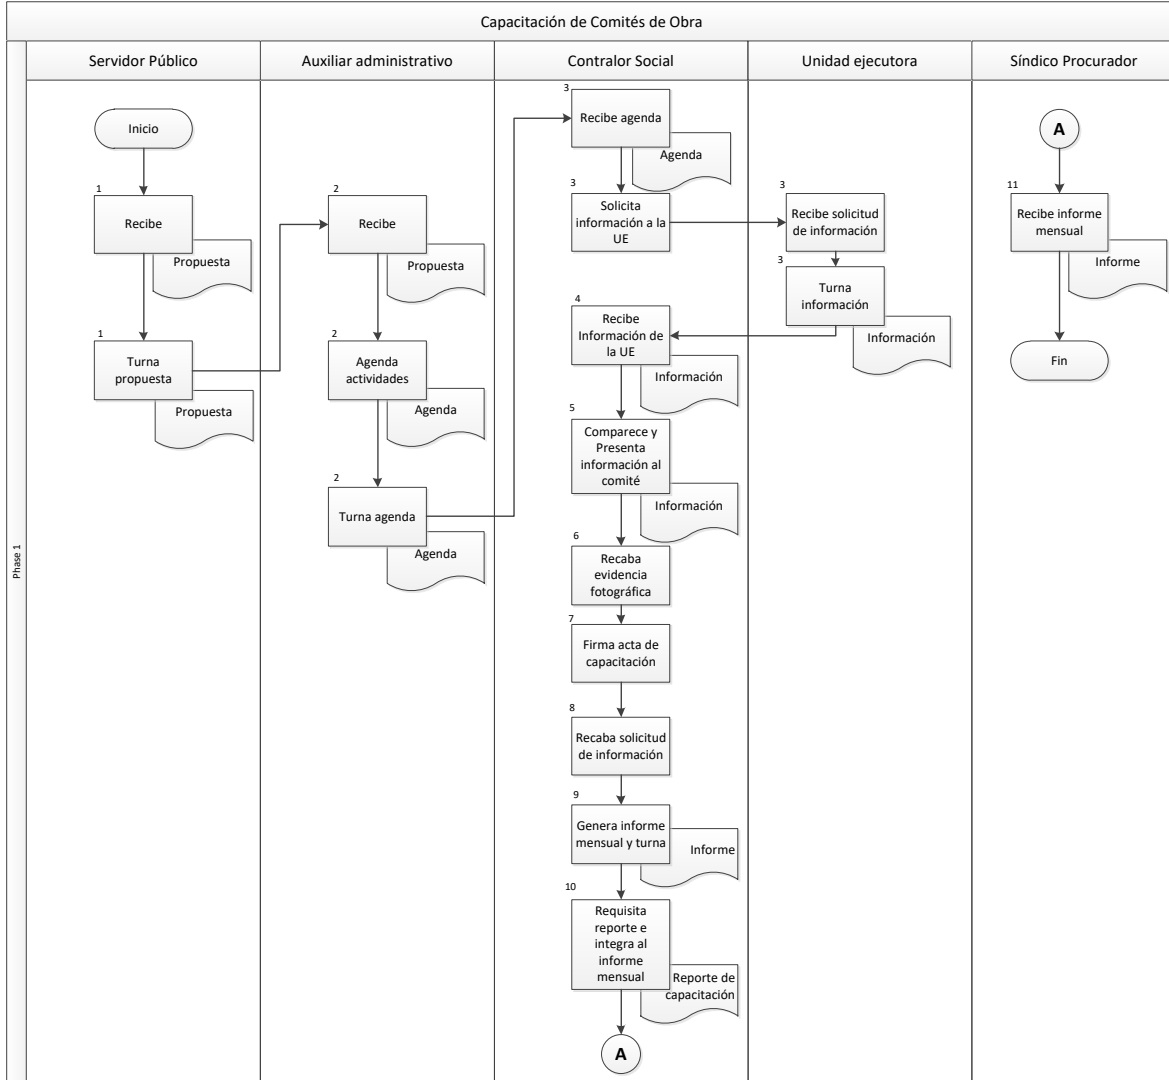 Capacitación de Comités de Obra
Phase 1
Servidor Público
Inicio
1
Recibe
Propuesta
1
Turna
propuesta
Propuesta
Auxiliar administrativo
2
Recibe
Propuesta
2
Agenda
actividades
Agenda
2
Turna agenda
Agenda
Contralor Social
3
Recibe agenda
Agenda
3
Solicita
información a la
UE
4
Recibe
Información de
la UE
Información
5
Comparece y
Presenta
información al
comité
Información
6
Recaba
evidencia
fotográfica
7
Firma acta de
capacitación
8
Recaba solicitud
de información
9
Genera informe
mensual y turna
Informe
10
Requisita
reporte e
integra al
informe
mensual
Reporte de
capacitación
A
Unidad ejecutora
3
Recibe solicitud
de información
3
Turna
información
Información
Síndico Procurador
A
11
Recibe informe
mensual
Informe
Fin